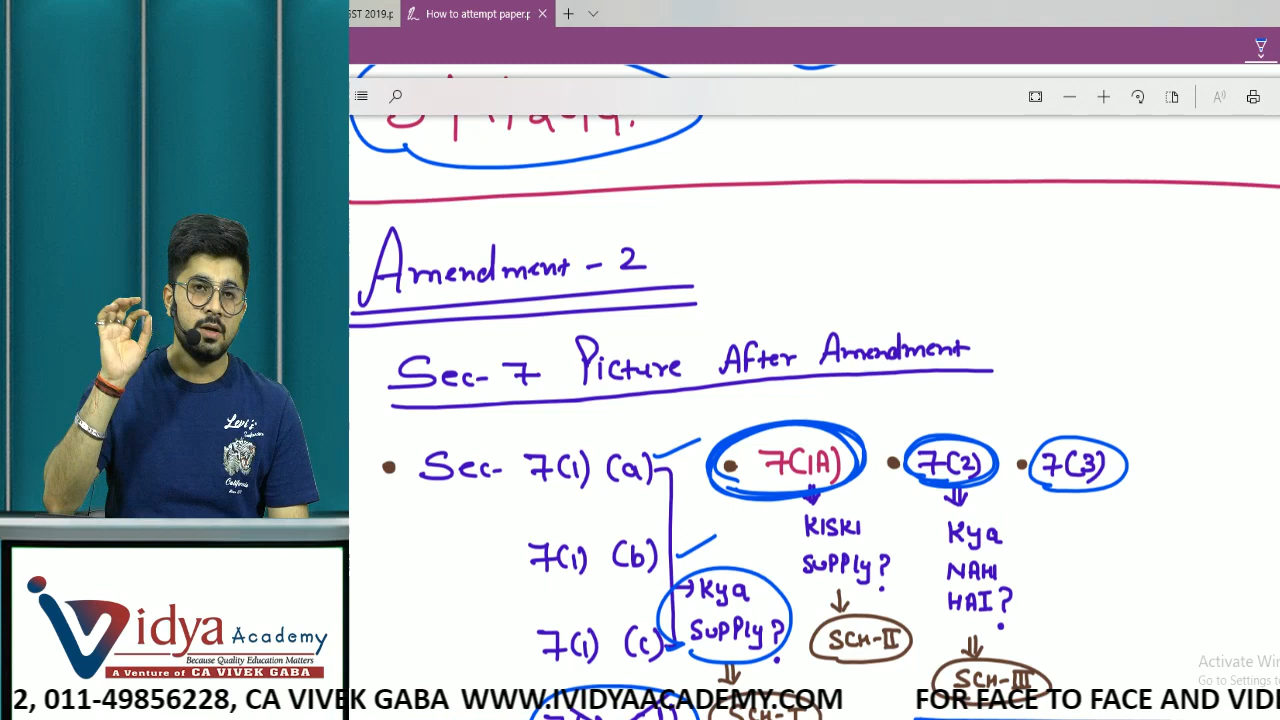 GST 2019.p
How to attempt paper.p
Amendment - 2
Sec- 7 Picture After Amendment
• Sec- 7(1) (a) • 7(1A) • 7(2) • 7(3)
7(1) (b)
7(1) (c)
Kya
SUPPLY?
KISKI
SUPPLY?
SCH-II
Kya
NAHI
HAI?
SCH-III
SCH-I
Levi's
California
Vidya Academy
Because Quality Education Matters
A Venture of CA VIVEK GABA
Activate Win
Go to Settings to
2, 011-49856228, CA VIVEK GABA WWW.IVIDYAACADEMY.COM FOR FACE TO FACE AND VID